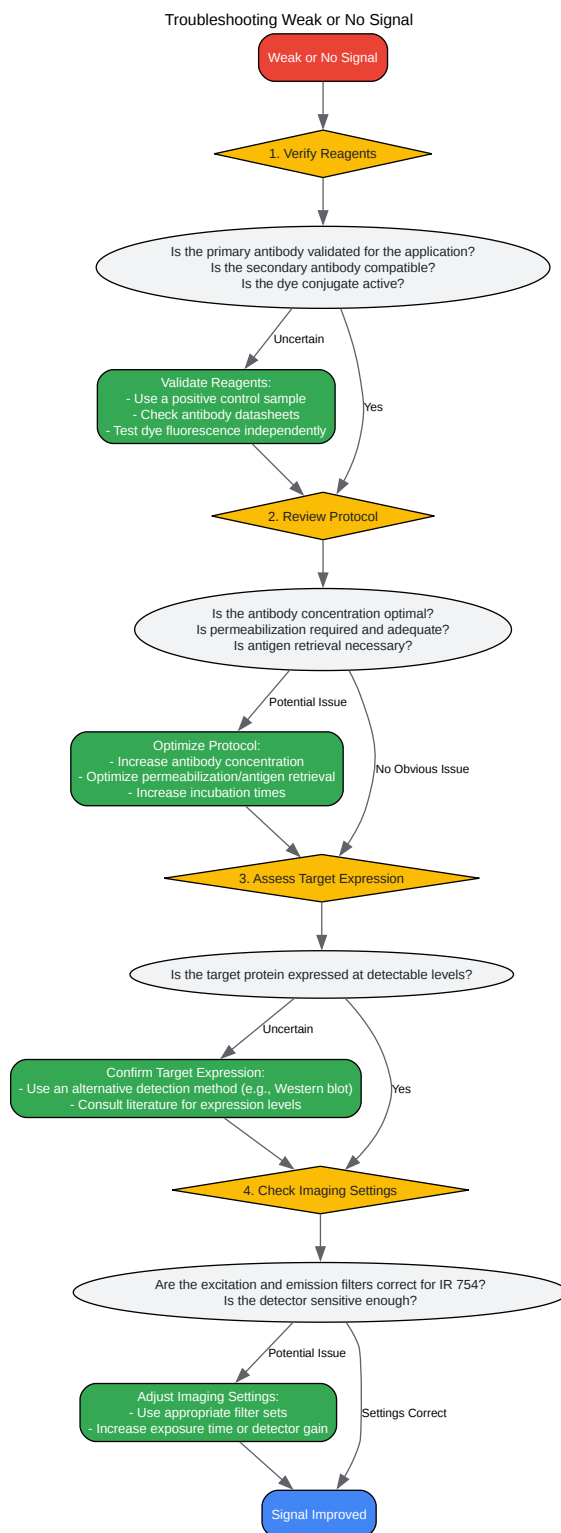 Troubleshooting Weak or No Signal
Weak or No Signal
1. Verify Reagents
Is the primary antibody validated for the application?
Is the secondary antibody compatible?
Is the dye conjugate active?
Uncertain
Validate Reagents:
- Use a positive control sample
- Check antibody datasheets
- Test dye fluorescence independently
Yes
2. Review Protocol
Is the antibody concentration optimal?
Is permeabilization required and adequate?
Is antigen retrieval necessary?
Potential Issue
Optimize Protocol:
- Increase antibody concentration
- Optimize permeabilization/antigen retrieval
- Increase incubation times
No Obvious Issue
3. Assess Target Expression
Is the target protein expressed at detectable levels?
Uncertain
Confirm Target Expression:
- Use an alternative detection method (e.g., Western blot)
- Consult literature for expression levels
Yes
4. Check Imaging Settings
Are the excitation and emission filters correct for IR 754?
Is the detector sensitive enough?
Potential Issue
Adjust Imaging Settings:
- Use appropriate filter sets
- Increase exposure time or detector gain
Settings Correct
Signal Improved